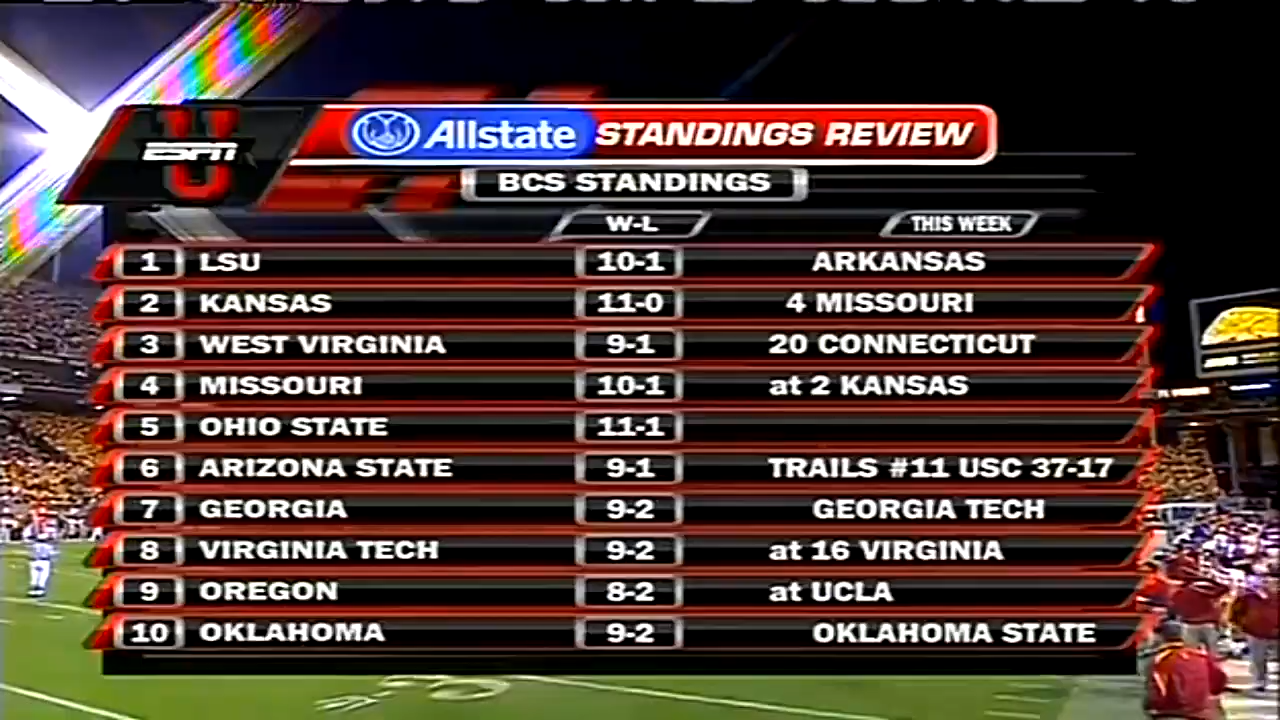 ESPN U Allstate STANDINGS REVIEW
BCS STANDINGS
W-L THIS WEEK
1 LSU 10-1 ARKANSAS
2 KANSAS 11-0 4 MISSOURI
3 WEST VIRGINIA 9-1 20 CONNECTICUT
4 MISSOURI 10-1 at 2 KANSAS
5 OHIO STATE 11-1
6 ARIZONA STATE 9-1 TRAILS #11 USC 37-17
7 GEORGIA 9-2 GEORGIA TECH
8 VIRGINIA TECH 9-2 at 16 VIRGINIA
9 OREGON 8-2 at UCLA
10 OKLAHOMA 9-2 OKLAHOMA STATE